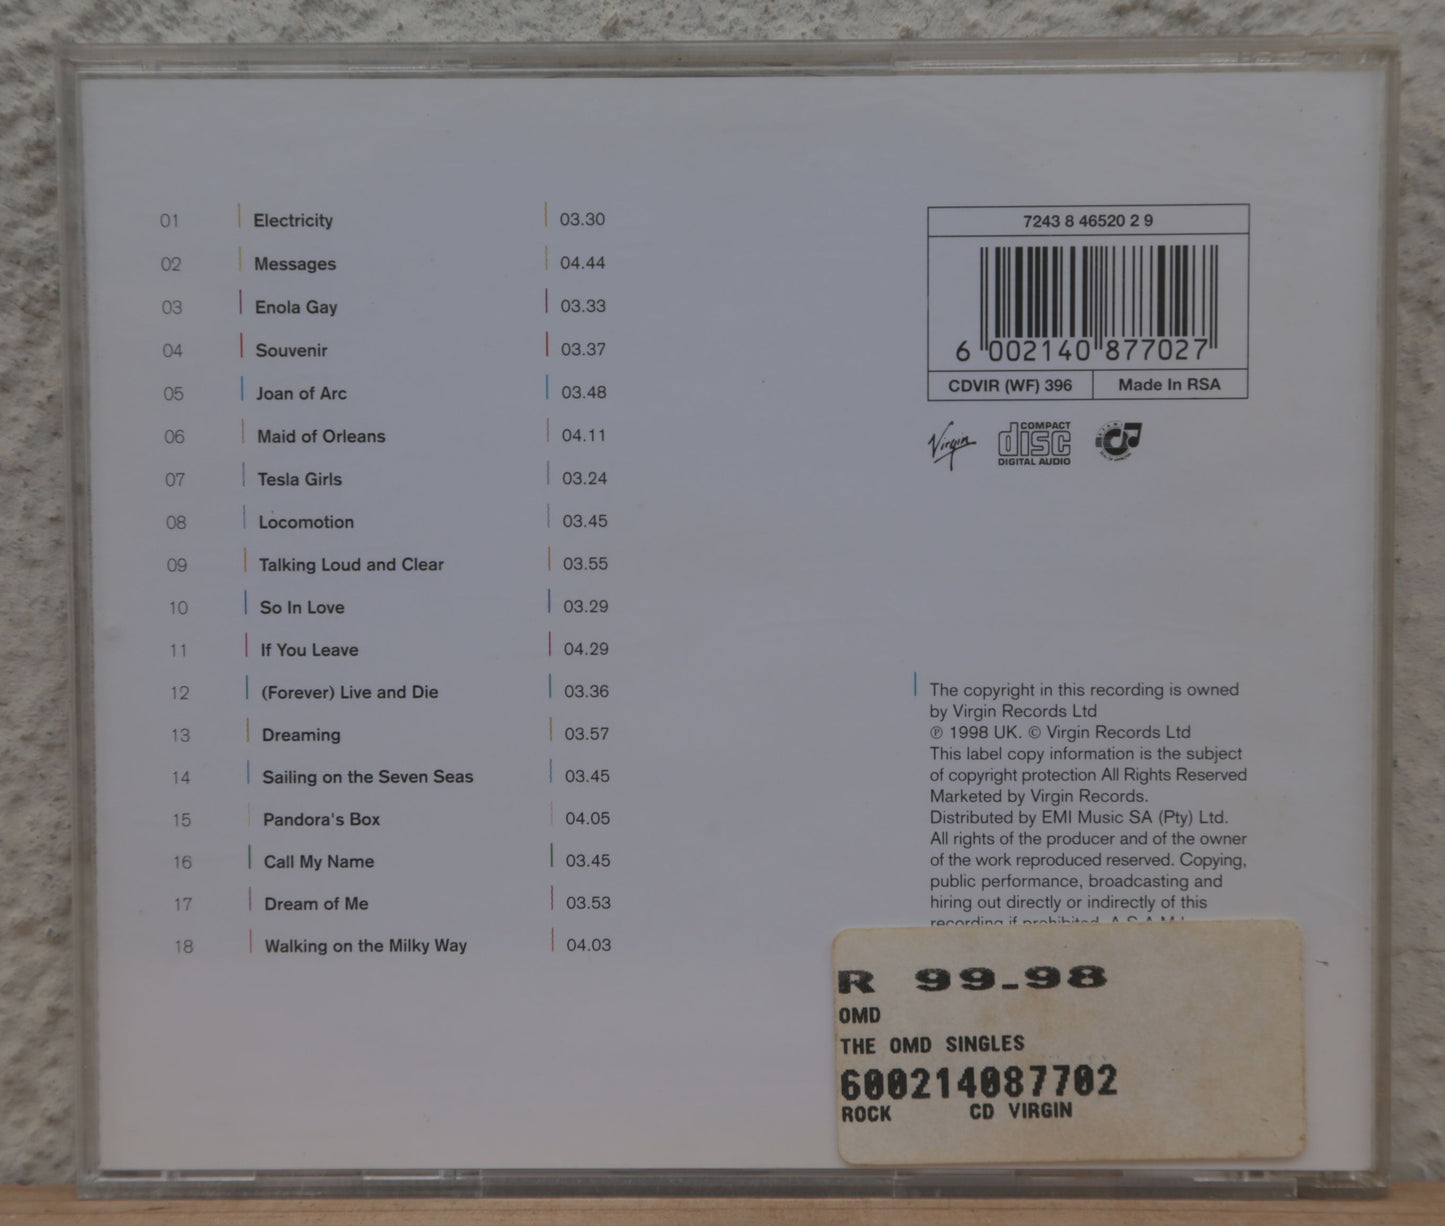 01 Electricity 03.30
02 Messages 04.44
03 Enola Gay 03.33
04 Souvenir 03.37
05 Joan of Arc 03.48
06 Maid of Orleans 04.11
07 Tesla Girls 03.24
08 Locomotion 03.45
09 Talking Loud and Clear 03.55
10 So In Love 03.29
11 If You Leave 04.29
12 (Forever) Live and Die 03.36
13 Dreaming 03.57
14 Sailing on the Seven Seas 03.45
15 Pandora's Box 04.05
16 Call My Name 03.45
17 Dream of Me 03.53
18 Walking on the Milky Way 04.03
7243 8 46520 2 9
6 002140 877027
CDVIR (WF) 396 Made In RSA
Virgin
COMPACT
disc
DIGITAL AUDIO
The copyright in this recording is owned
by Virgin Records Ltd
℗ 1998 UK. © Virgin Records Ltd
This label copy information is the subject
of copyright protection All Rights Reserved
Marketed by Virgin Records.
Distributed by EMI Music SA (Pty) Ltd.
All rights of the producer and of the owner
of the work reproduced reserved. Copying,
public performance, broadcasting and
hiring out directly or indirectly of this
recording if prohibited. A.S.A.M.I.
R 99-98
OMD
THE OMD SINGLES
600214087702
ROCK CD VIRGIN